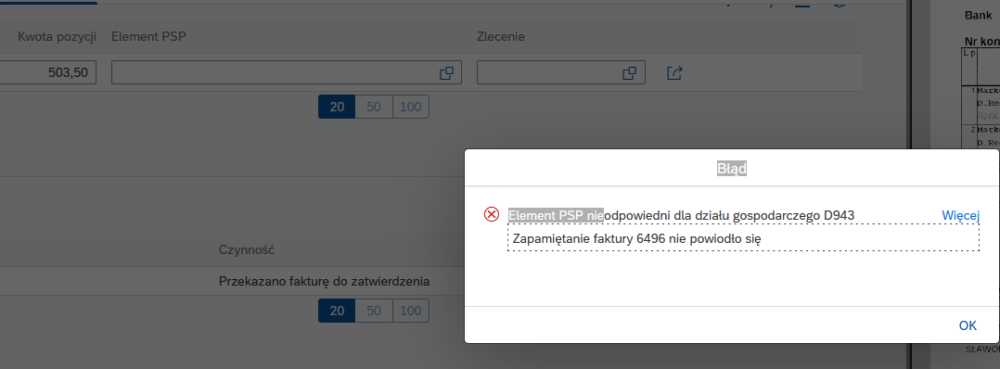 Bank
Kwota pozycji Element PSP Zlecenie
Nr kon
Lp
503,50
1 Mark
D.Re
20 50 100
2 Mark
D Re
Błąd
Element PSP nieodpowiedni dla działu gospodarczego D943 Więcej
Zapamiętanie faktury 6496 nie powiodło się
Czynność
Przekazano fakturę do zatwierdzenia
20 50 100
OK
SŁAWO